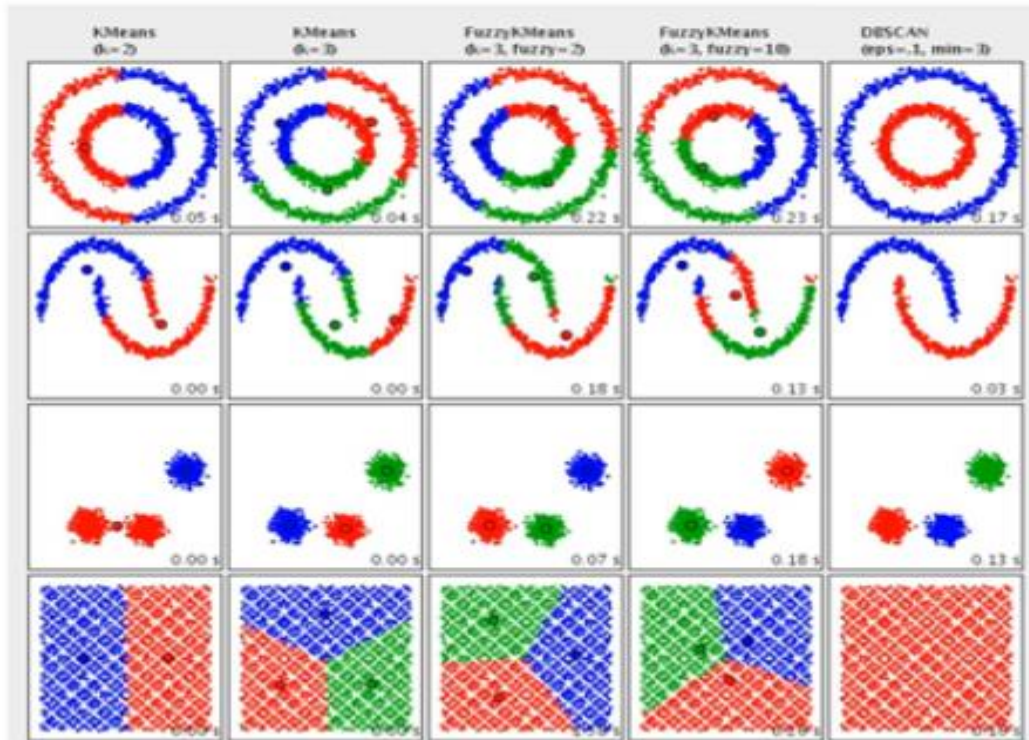 KMeans
(k=2)
KMeans
(k=3)
FuzzyKMeans
(k=3, fuzzy=2)
FuzzyKMeans
(k=3, fuzzy=10)
DBSCAN
(eps=.1, min=3)
0.05 s
0.04 s
0.22 s
0.23 s
0.17 s
0.00 s
0.00 s
0.18 s
0.13 s
0.03 s
0.00 s
0.00 s
0.07 s
0.18 s
0.13 s